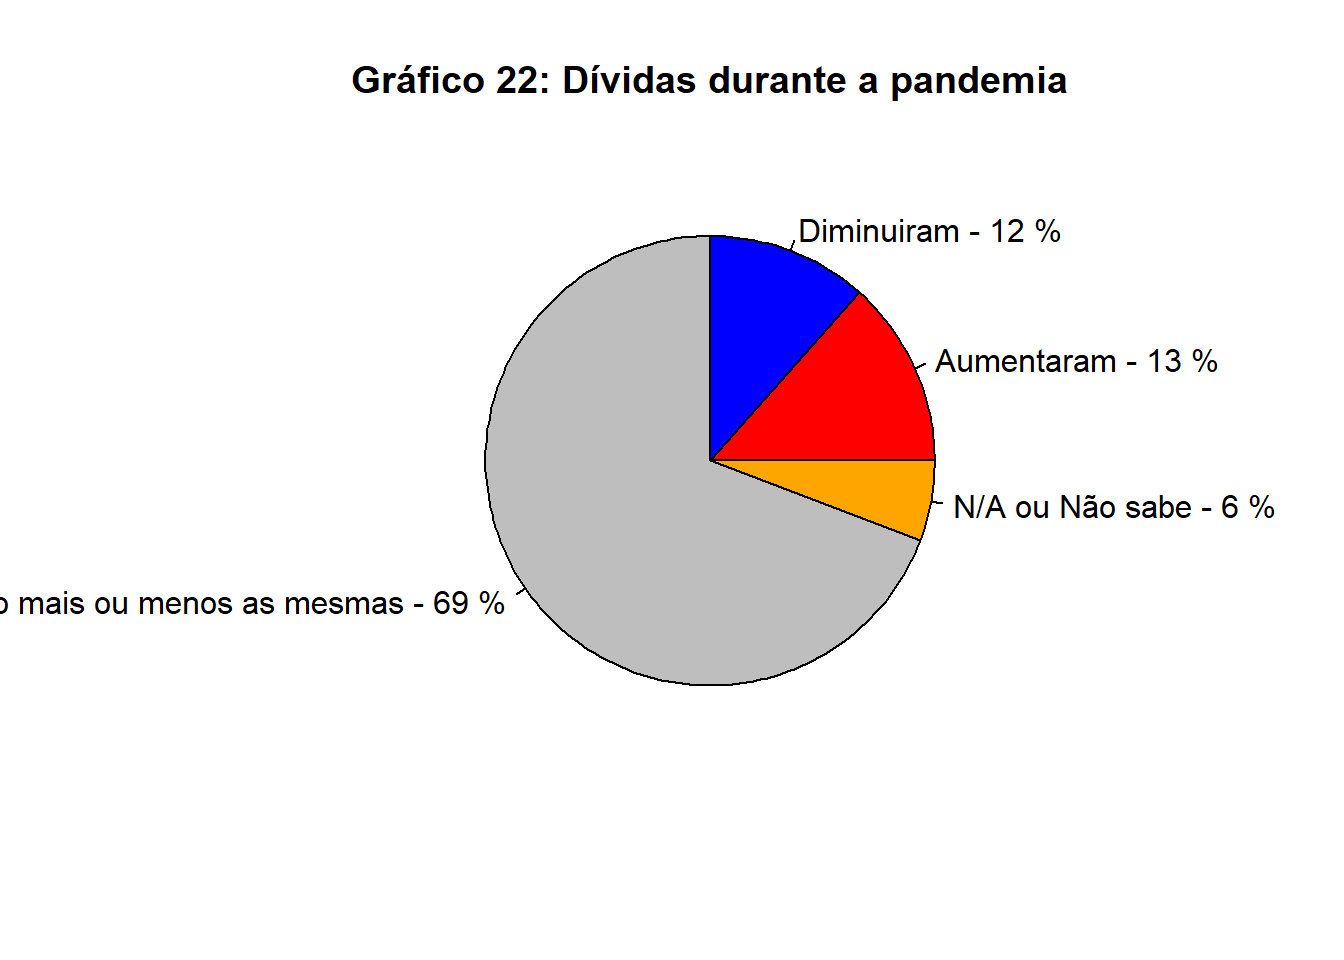 Gráfico 22: Dívidas durante a pandemia
Diminuiram - 12 %
Aumentaram - 13 %
N/A ou Não sabe - 6 %
mais ou menos as mesmas - 69 %